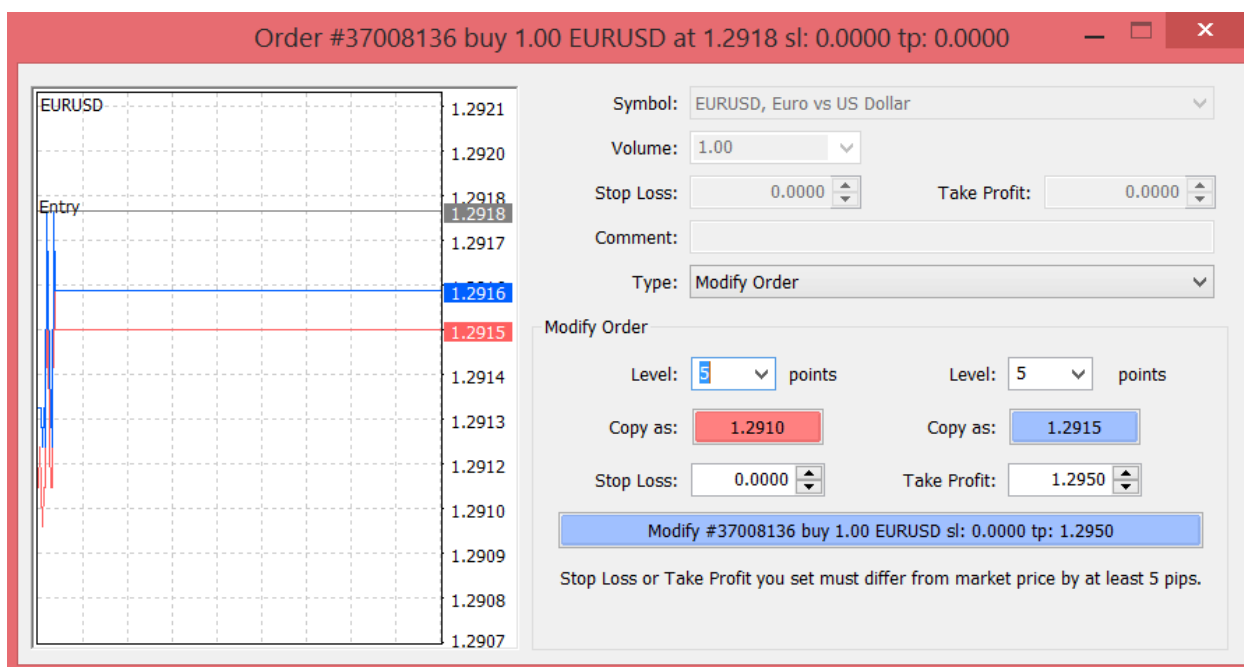 Order #37008136 buy 1.00 EURUSD at 1.2918 sl: 0.0000 tp: 0.0000
EURUSD
Entry
1.2921
1.2920
1.2918
1.2918
1.2917
1.2916
1.2915
1.2914
1.2913
1.2912
1.2910
1.2909
1.2908
1.2907
Symbol: EURUSD, Euro vs US Dollar
Volume: 1.00
Stop Loss: 0.0000 Take Profit: 0.0000
Comment:
Type: Modify Order
Modify Order
Level: 5 points Level: 5 points
Copy as: 1.2910 Copy as: 1.2915
Stop Loss: 0.0000 Take Profit: 1.2950
Modify #37008136 buy 1.00 EURUSD sl: 0.0000 tp: 1.2950
Stop Loss or Take Profit you set must differ from market price by at least 5 pips.